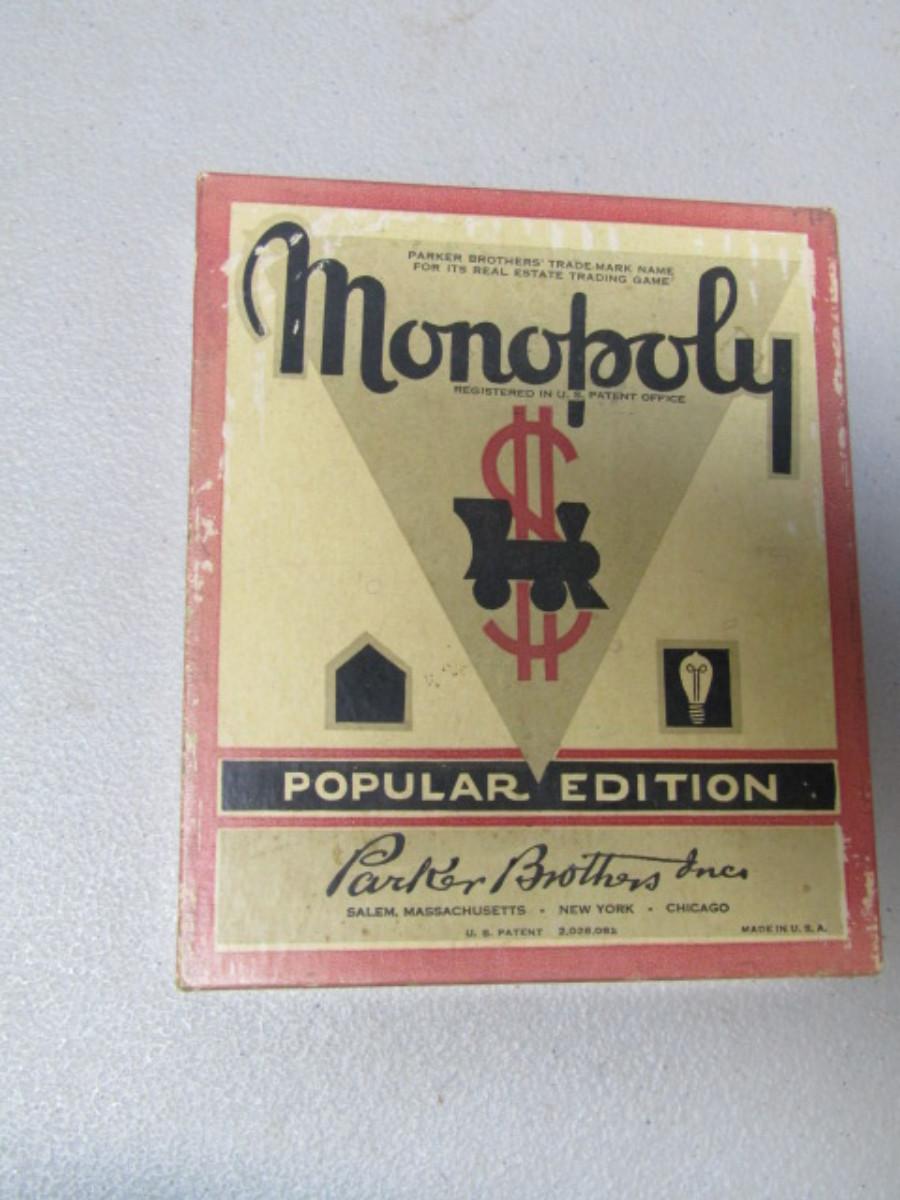 PARKER BROTHERS' TRADE-MARK NAME
FOR ITS REAL ESTATE TRADING GAME
Monopoly
REGISTERED IN U. S. PATENT OFFICE
POPULAR EDITION
Parker Brothers Inc.
SALEM, MASSACHUSETTS • NEW YORK • CHICAGO
U. S. PATENT 2,026,082
MADE IN U. S. A.